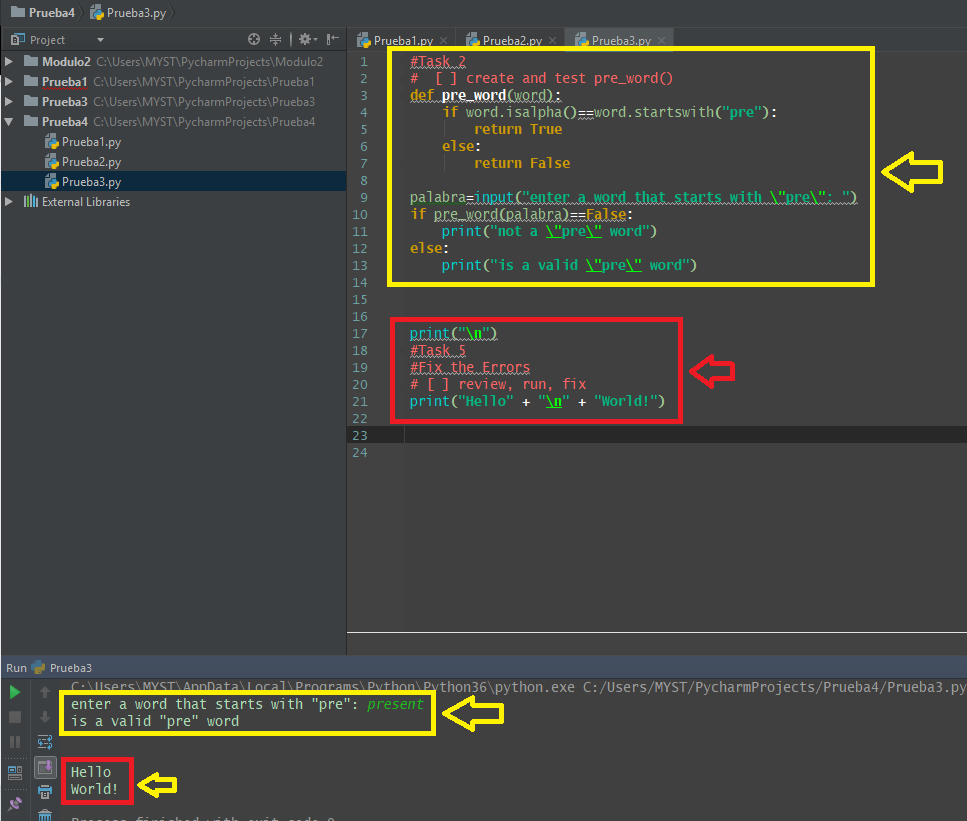 Prueba4 Prueba3.py
Project
Prueba1.py Prueba2.py Prueba3.py
Modulo2 C:\Users\MYST\PycharmProjects\Modulo2
Prueba1 C:\Users\MYST\PycharmProjects\Prueba1
Prueba3 C:\Users\MYST\PycharmProjects\Prueba3
Prueba4 C:\Users\MYST\PycharmProjects\Prueba4
Prueba1.py
Prueba2.py
Prueba3.py
External Libraries
1 #Task 2
2 #  [ ] create and test pre_word()
3 def pre_word(word):
4     if word.isalpha()==word.startswith("pre"):
5         return True
6     else:
7         return False
8
9 palabra=input("enter a word that starts with \"pre\": ")
10 if pre_word(palabra)==False:
11     print("not a \"pre\" word")
12 else:
13     print("is a valid \"pre\" word")
14
15
16
17 print("\n")
18 #Task 5
19 #Fix the Errors
20 # [ ] review, run, fix
21 print("Hello" + "\n" + "World!")
22
23
24
Run Prueba3
C:\Users\MYST\AppData\Local\Programs\Python\Python36\python.exe C:/Users/MYST/PycharmProjects/Prueba4/Prueba3.py
enter a word that starts with "pre": present
is a valid "pre" word
Hello
World!
Process finished with exit code 0